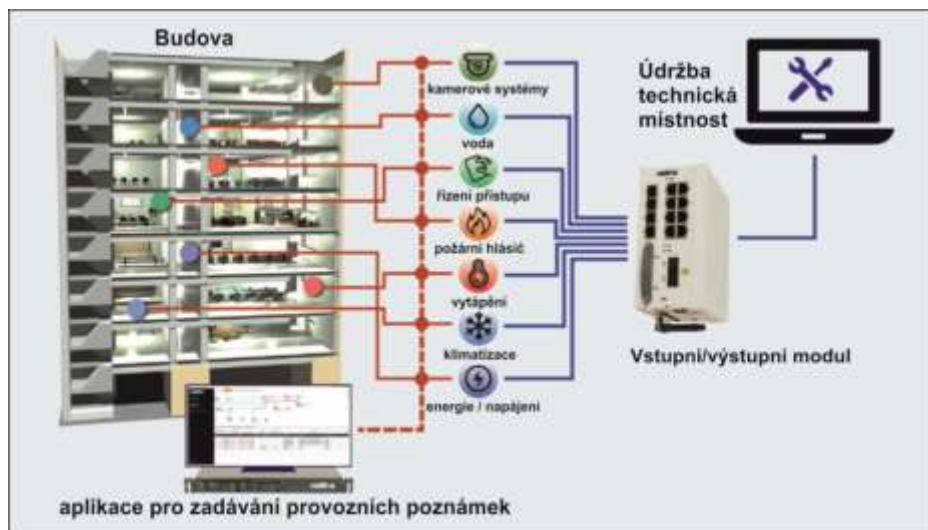 Budova
kamerové systémy
voda
řízení přístupu
požární hlásič
vytápění
klimatizace
energie / napájení
Údržba
technická
místnost
Vstupní/výstupní modul
aplikace pro zadávání provozních poznámek